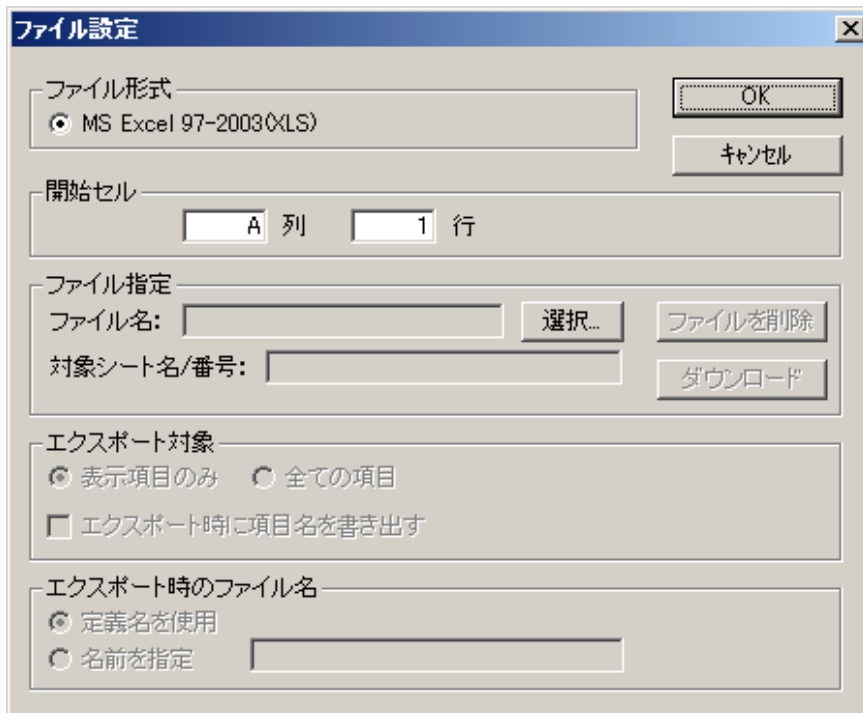 ファイル設定
ファイル形式
MS Excel 97-2003(XLS)
OK
キャンセル
開始セル
A 列 1 行
ファイル指定
ファイル名: 選択... ファイルを削除
対象シート名/番号: ダウンロード
エクスポート対象
表示項目のみ 全ての項目
エクスポート時に項目名を書き出す
エクスポート時のファイル名
定義名を使用
名前を指定